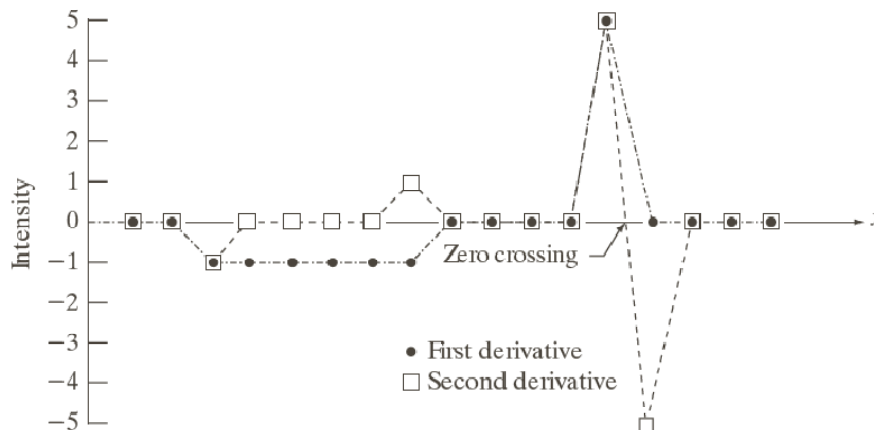 5
4
3
2
1
0
−1
−2
−3
−4
−5
Intensity
x
Zero crossing
First derivative
Second derivative